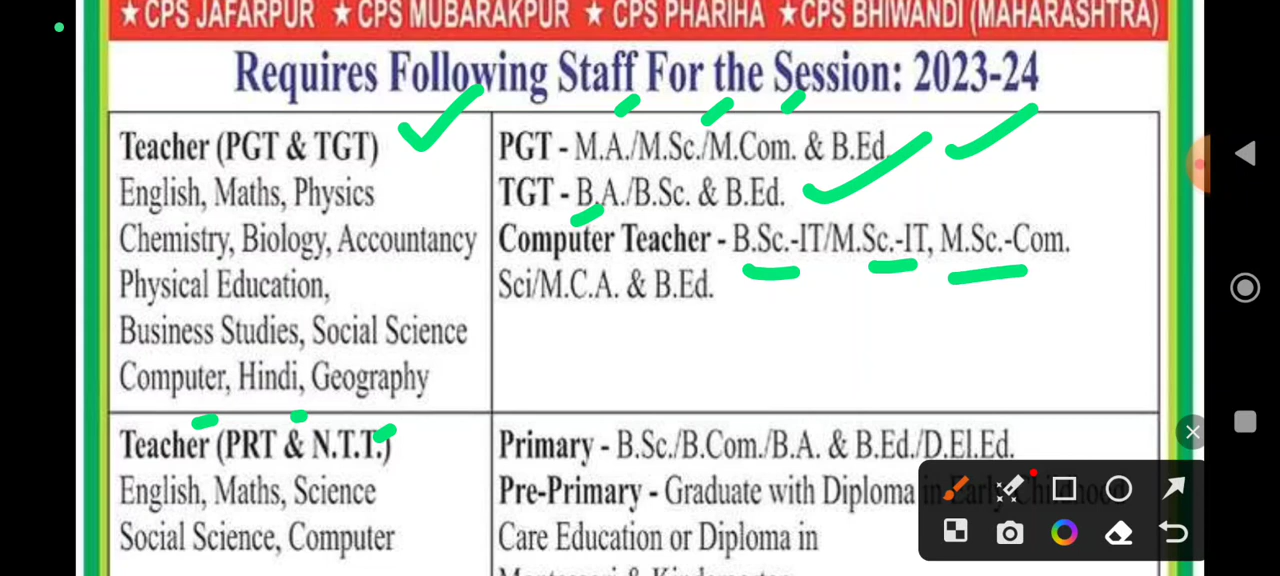 ★CPS JAFARPUR ★CPS MUBARAKPUR ★ CPS PHARIHA ★CPS BHIWANDI (MAHARASHTRA)
Requires Following Staff For the Session: 2023-24
Teacher (PGT & TGT)
English, Maths, Physics
Chemistry, Biology, Accountancy
Physical Education,
Business Studies, Social Science
Computer, Hindi, Geography
PGT - M.A./M.Sc./M.Com. & B.Ed.
TGT - B.A./B.Sc. & B.Ed.
Computer Teacher - B.Sc.-IT/M.Sc.-IT, M.Sc.-Com.
Sci/M.C.A. & B.Ed.
Teacher (PRT & N.T.T.)
English, Maths, Science
Social Science, Computer
Primary - B.Sc./B.Com./B.A. & B.Ed./D.El.Ed.
Pre-Primary - Graduate with Diploma in Early Childhood
Care Education or Diploma in